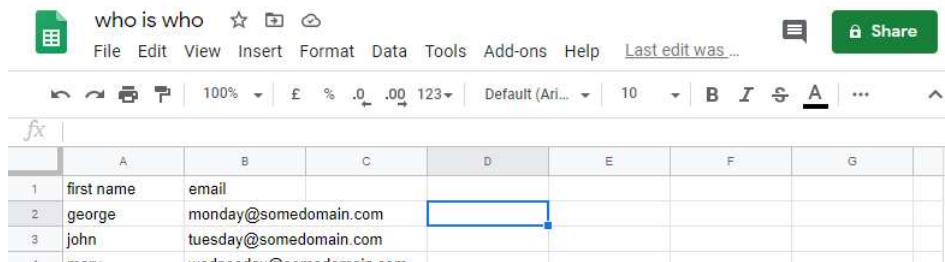 who is who
File Edit View Insert Format Data Tools Add-ons Help Last edit was ...
Share
100% £ % .0 .00 123 Default (Ari... 10 B I S A ...
fx
A B C D E F G
1 first name email
2 george monday@somedomain.com
3 john tuesday@somedomain.com